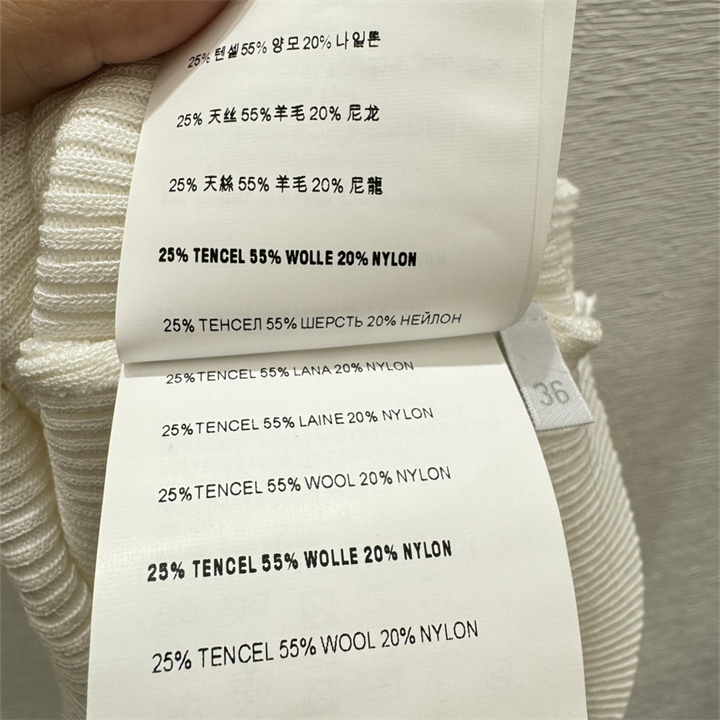 25% 텐셀 55% 양모 20% 나일론
25% 天丝 55% 羊毛 20% 尼龙
25% 天絲 55% 羊毛 20% 尼龍
25% TENCEL 55% WOLLE 20% NYLON
25% ТЕНСЕЛ 55% ШЕРСТЬ 20% НЕЙЛОН
25% TENCEL 55% LANA 20% NYLON
25% TENCEL 55% LAINE 20% NYLON
25% TENCEL 55% WOOL 20% NYLON
25% TENCEL 55% WOLLE 20% NYLON
25% TENCEL 55% WOOL 20% NYLON
36